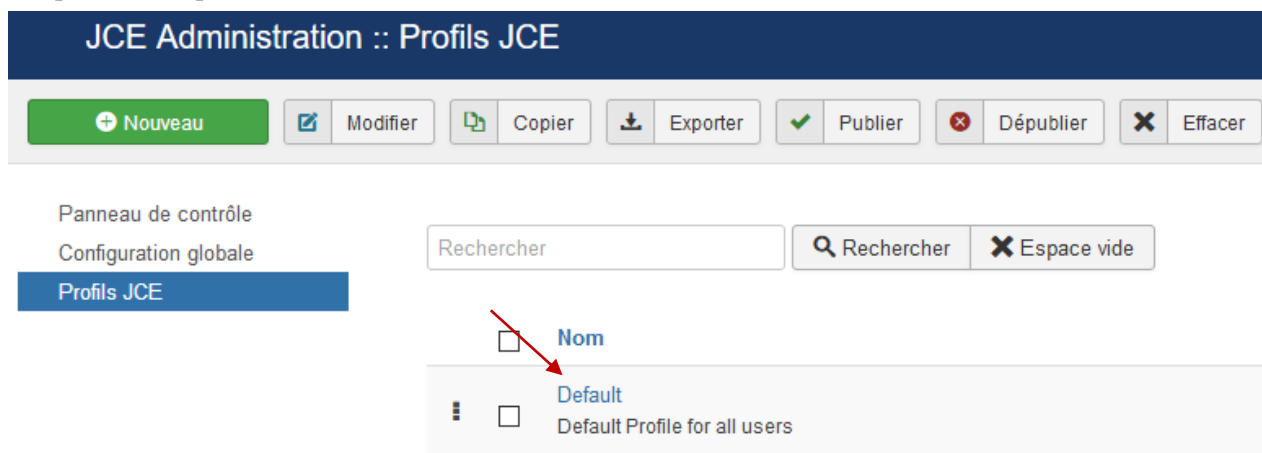 JCE Administration :: Profils JCE
Nouveau Modifier Copier Exporter Publier Dépublier Effacer
Panneau de contrôle
Configuration globale
Profils JCE
Rechercher Rechercher Espace vide
Nom
Default
Default Profile for all users